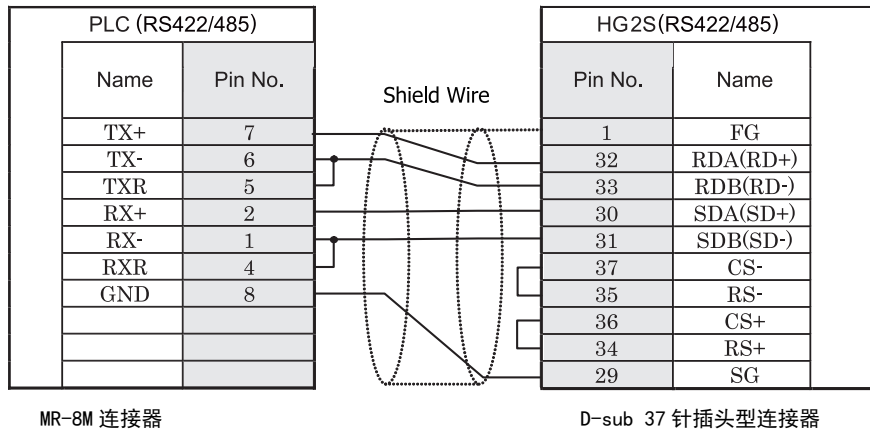 PLC (RS422/485) HG2S(RS422/485)
Name Pin No. Shield Wire Pin No. Name
TX+ 7 1 FG
TX- 6 32 RDA(RD+)
TXR 5 33 RDB(RD-)
RX+ 2 30 SDA(SD+)
RX- 1 31 SDB(SD-)
RXR 4 37 CS-
GND 8 35 RS-
36 CS+
34 RS+
29 SG
MR-8M 连接器 D-sub 37 针插头型连接器